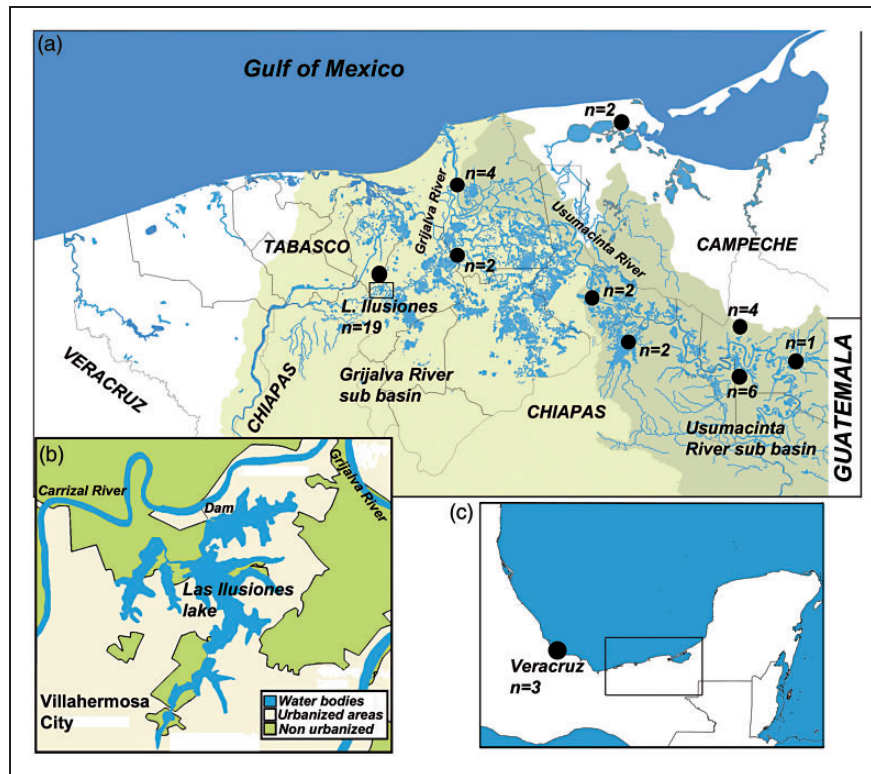 (a)
Gulf of Mexico
n=2
n=4
Grijalva River
Usumacinta River
TABASCO
CAMPECHE
n=2
n=2
L. Ilusiones
n=19
n=4
n=1
VERACRUZ
n=2
CHIAPAS
Grijalva River
sub basin
CHIAPAS
n=6
Usumacinta
River sub basin
GUATEMALA
(b)
Carrizal River
Dam
Grijalva River
Las Ilusiones
lake
Villahermosa
City
Water bodies
Urbanized areas
Non urbanized
(c)
Veracruz
n=3